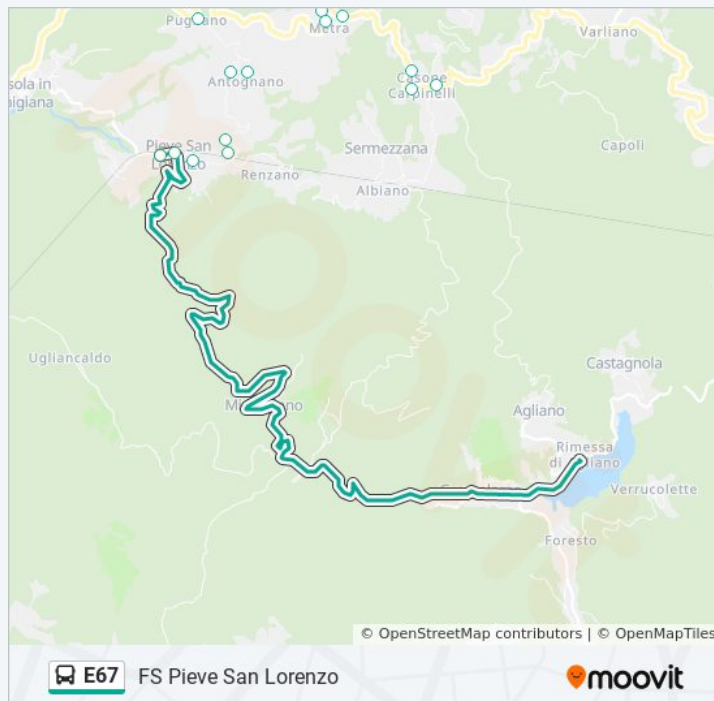 Pugliano
Metra
Varliano
Antognano
Casone
Carpinelli
sola in
nigiana
Pieve San
Sermezzana
Capoli
Renzano
Albiano
Ugliancaldo
Castagnola
Agliano
Rimessa
Verrucolette
Foresto
© OpenStreetMap contributors | © OpenMapTiles
E67 FS Pieve San Lorenzo moovit